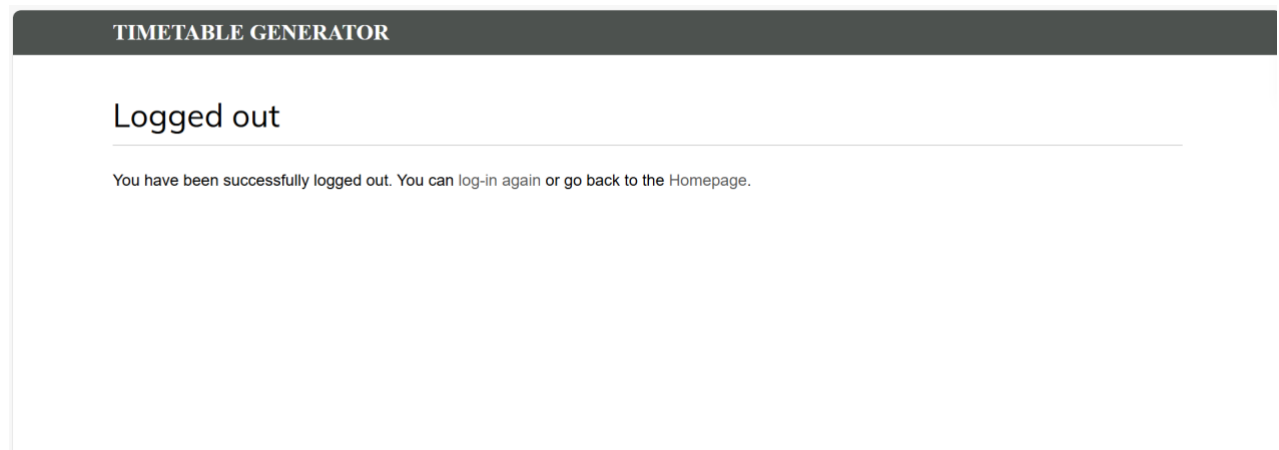 TIMETABLE GENERATOR
Logged out
You have been successfully logged out. You can log-in again or go back to the Homepage.